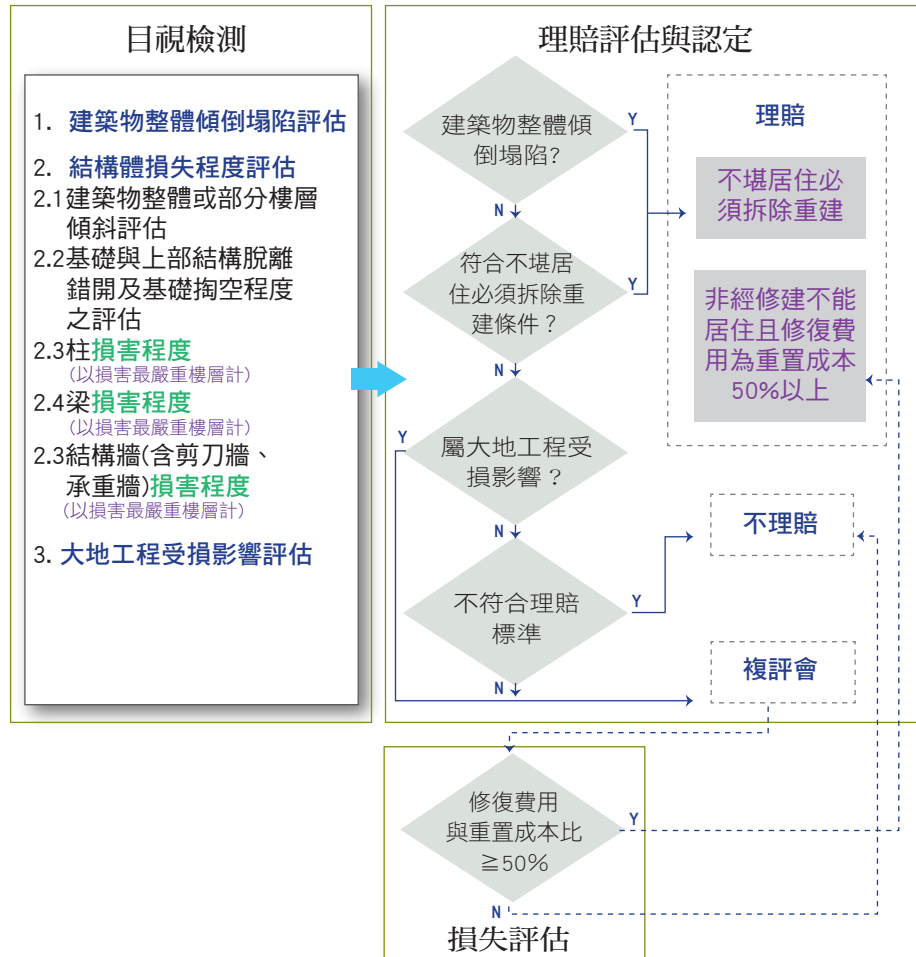 目視檢測
1. 建築物整體傾倒塌陷評估
2. 結構體損失程度評估
2.1建築物整體或部分樓層
傾斜評估
2.2基礎與上部結構脫離
錯開及基礎掏空程度
之評估
2.3柱損害程度
(以損害最嚴重樓層計)
2.4梁損害程度
(以損害最嚴重樓層計)
2.3結構牆(含剪刀牆、
承重牆)損害程度
(以損害最嚴重樓層計)
3. 大地工程受損影響評估
理賠評估與認定
建築物整體傾
倒塌陷?
Y
N
符合不堪居
住必須拆除重
建條件？
Y
N
屬大地工程受
損影響？
Y
N
不符合理賠
標準
Y
N
理賠
不堪居住必
須拆除重建
非經修建不能
居住且修復費
用為重置成本
50%以上
不理賠
複評會
修復費用
與重置成本比
≧50%
Y
N
損失評估